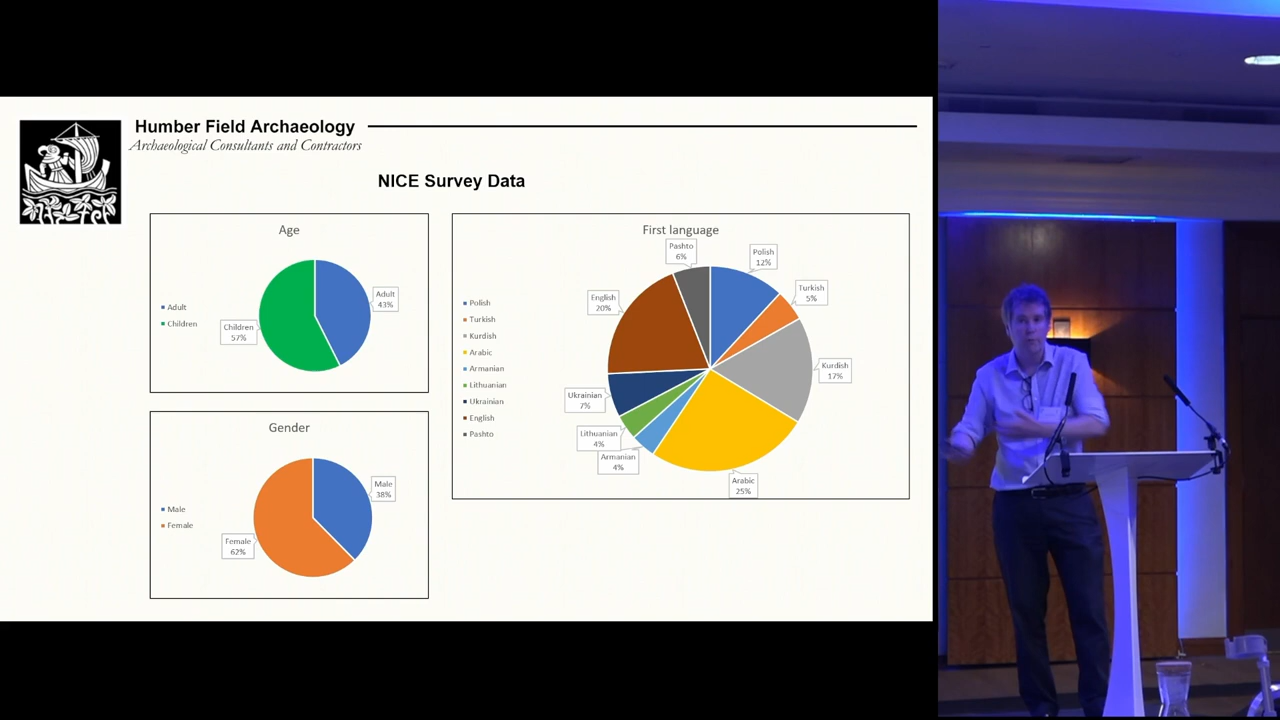 Humber Field Archaeology
Archaeological Consultants and Contractors
NICE Survey Data
Age
Adult
Children
Adult
43%
Children
57%
Gender
Male
Female
Male
38%
Female
62%
First language
Polish
Turkish
Kurdish
Arabic
Armanian
Lithuanian
Ukrainian
English
Pashto
Pashto
6%
Polish
12%
Turkish
5%
English
20%
Kurdish
17%
Ukrainian
7%
Lithuanian
4%
Armanian
4%
Arabic
25%